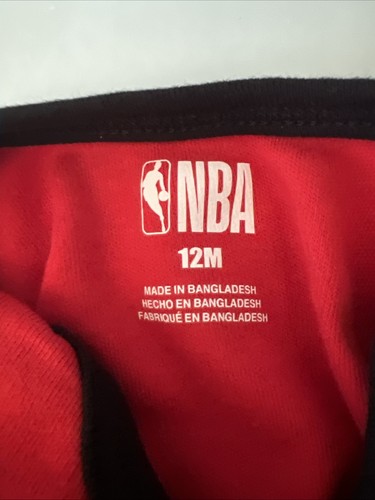 NBA
12M
MADE IN BANGLADESH
HECHO EN BANGLADESH
FABRIQUÉ EN BANGLADESH